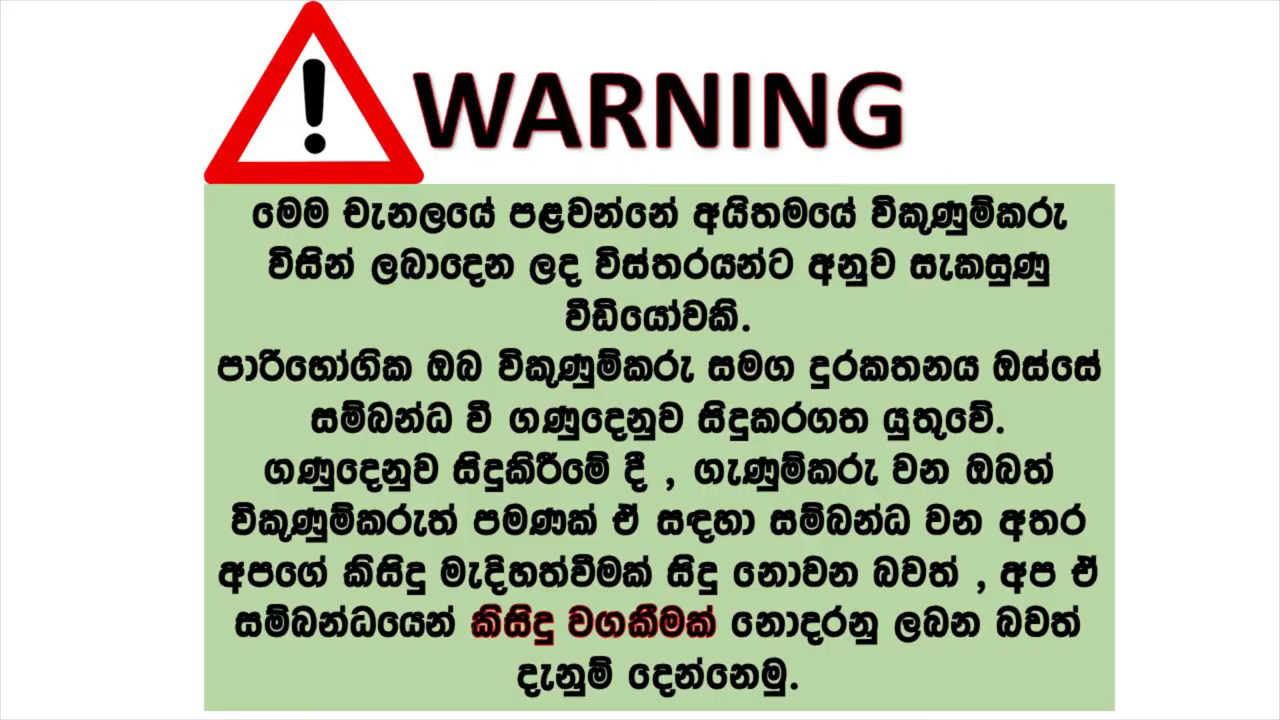 WARNING
මෙම චැනලයේ පළවන්නේ අයිතමයේ විකුණුම්කරු
විසින් ලබාදෙන ලද විස්තරයන්ට අනුව සැකසුණු
වීඩියෝවකි.
පාරිභෝගික ඔබ විකුණුම්කරු සමග දුරකතනය ඔස්සේ
සම්බන්ධ වී ගණුදෙනුව සිදුකරගත යුතුවේ.
ගණුදෙනුව සිදුකිරීමේ දී , ගැණුම්කරු වන ඔබත්
විකුණුම්කරුත් පමණක් ඒ සඳහා සම්බන්ධ වන අතර
අපගේ කිසිදු මැදිහත්වීමක් සිදු නොවන බවත් , අප ඒ
සම්බන්ධයෙන් කිසිදු වගකීමක් නොදරනු ලබන බවත්
දැනුම් දෙන්නෙමු.